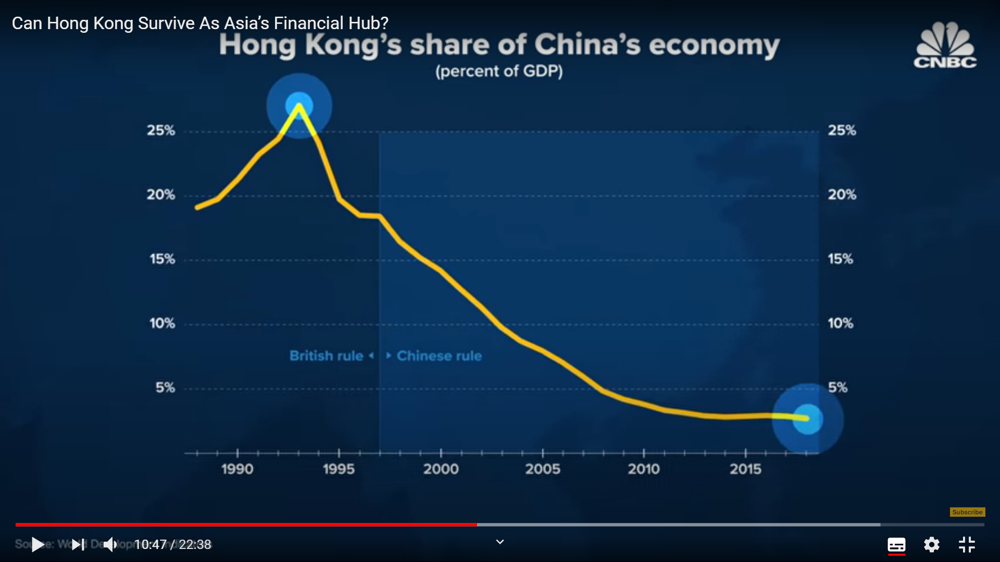 Can Hong Kong Survive As Asia’s Financial Hub?
Hong Kong’s share of China’s economy
(percent of GDP)
CNBC
25% 25%
20% 20%
15% 15%
10% 10%
British rule ◂ ▸ Chinese rule
5% 5%
1990 1995 2000 2005 2010 2015
Subscribe
10:47 / 22:38